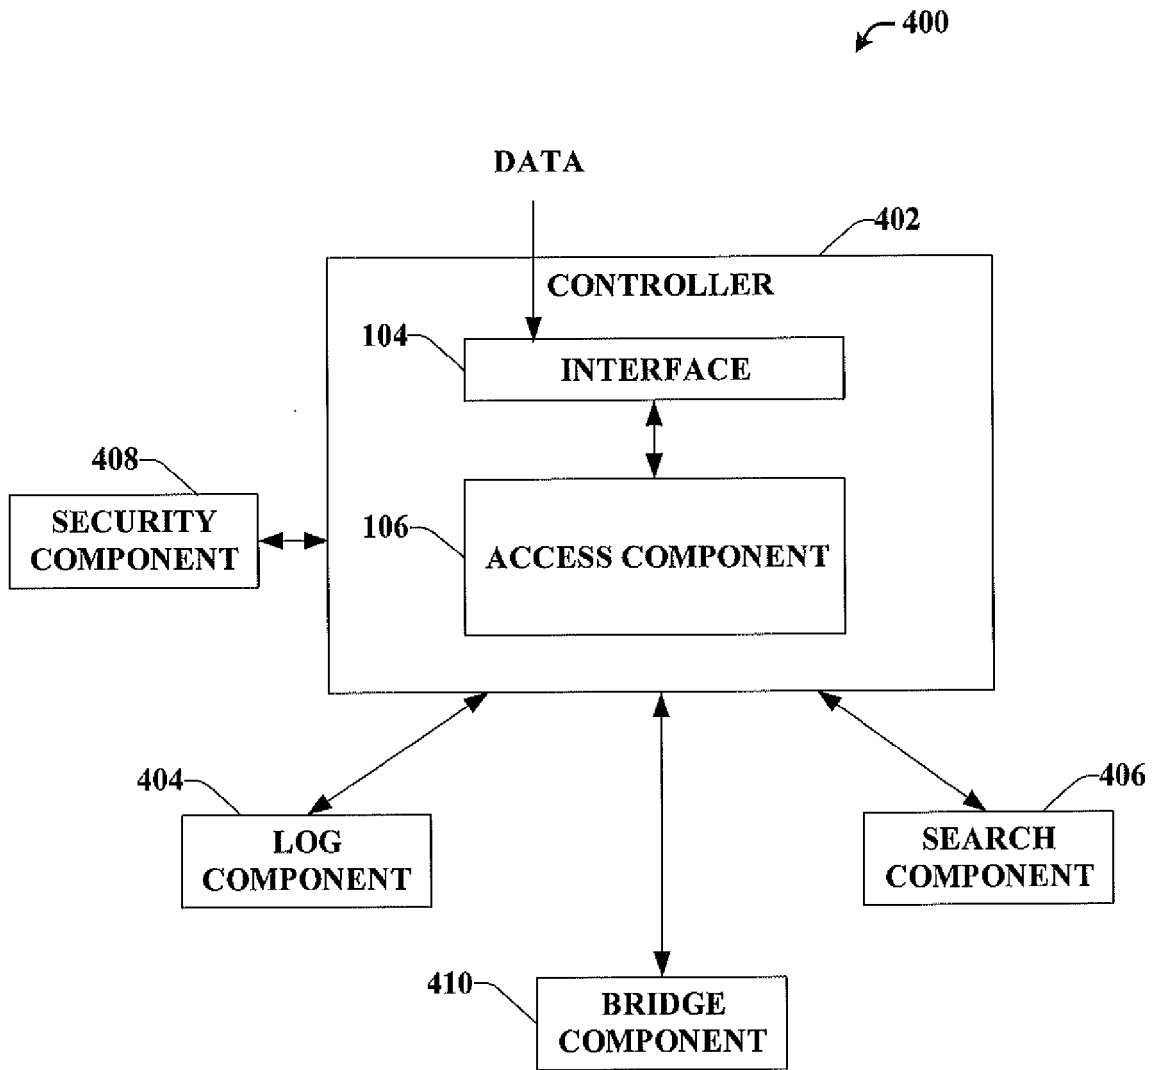 400
DATA
402
CONTROLLER
104
INTERFACE
408
SECURITY
COMPONENT
106
ACCESS COMPONENT
404
LOG
COMPONENT
406
SEARCH
COMPONENT
410
BRIDGE
COMPONENT